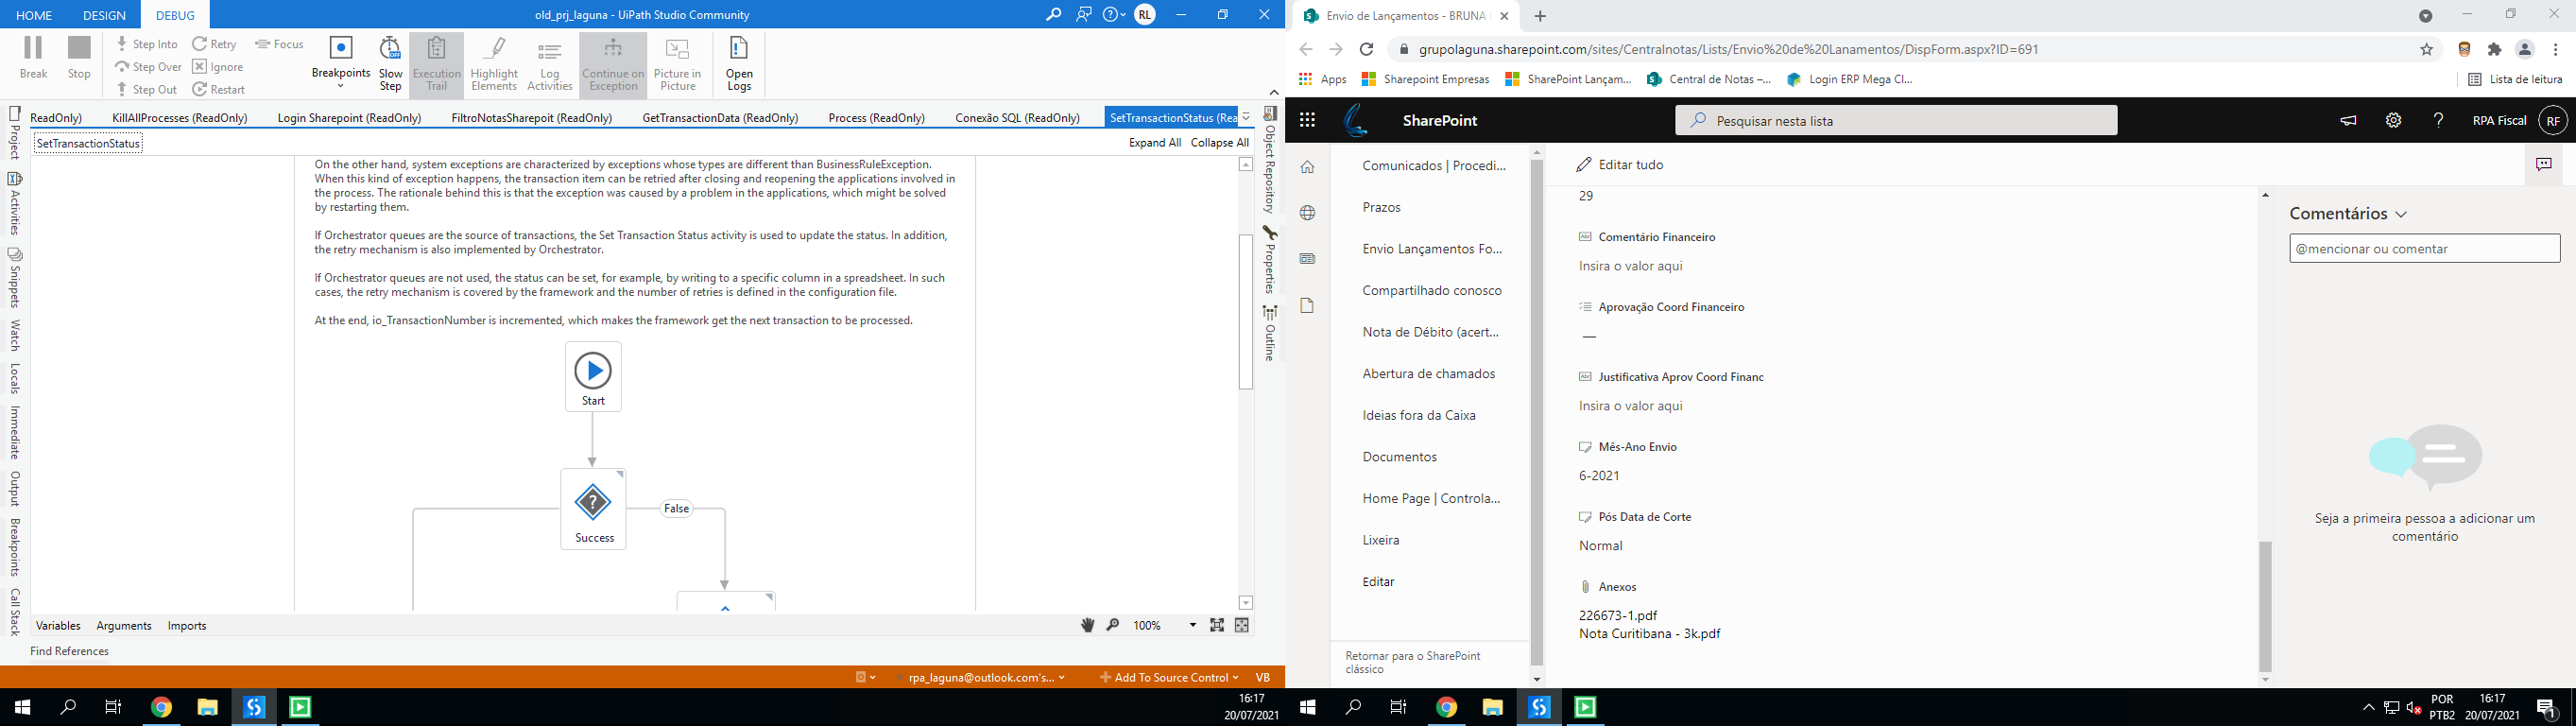 HOME DESIGN DEBUG
old_prj_laguna - UiPath Studio Community
RL
Break
Stop
Step Into
Step Over
Step Out
Retry
Ignore
Restart
Focus
Breakpoints
Slow
Step
Execution
Trail
Highlight
Elements
Log
Activities
Continue on
Exception
Picture in
Picture
Open
Logs
ReadOnly)
KillAllProcesses (ReadOnly)
Login Sharepoint (ReadOnly)
FiltroNotasSharepoit (ReadOnly)
GetTransactionData (ReadOnly)
Process (ReadOnly)
Conexão SQL (ReadOnly)
SetTransactionStatus (Rea
SetTransactionStatus
Expand All Collapse All
Project
Activities
Snippets
Watch
Locals
Immediate
Output
Breakpoints
Call Stack
On the other hand, system exceptions are characterized by exceptions whose types are different than BusinessRuleException.
When this kind of exception happens, the transaction item can be retried after closing and reopening the applications involved in
the process. The rationale behind this is that the exception was caused by a problem in the applications, which might be solved
by restarting them.
If Orchestrator queues are the source of transactions, the Set Transaction Status activity is used to update the status. In addition,
the retry mechanism is also implemented by Orchestrator.
If Orchestrator queues are not used, the status can be set, for example, by writing to a specific column in a spreadsheet. In such
cases, the retry mechanism is covered by the framework and the number of retries is defined in the configuration file.
At the end, io_TransactionNumber is incremented, which makes the framework get the next transaction to be processed.
Start
Success
False
Object Repository
Properties
Outline
Variables Arguments Imports
100%
Find References
rpa_laguna@outlook.com's...
Add To Source Control
VB
16:17
20/07/2021
Envio de Lançamentos - BRUNA
grupolaguna.sharepoint.com/sites/Centralnotas/Lists/Envio%20de%20Lanamentos/DispForm.aspx?ID=691
Apps
Sharepoint Empresas
SharePoint Lançam...
Central de Notas –...
Login ERP Mega Cl...
Lista de leitura
SharePoint
Pesquisar nesta lista
RPA Fiscal
RF
Comunicados | Procedi...
Prazos
Envio Lançamentos Fo...
Compartilhado conosco
Nota de Débito (acert...
Abertura de chamados
Ideias fora da Caixa
Documentos
Home Page | Controla...
Lixeira
Editar
Retornar para o SharePoint
clássico
Editar tudo
29
Comentário Financeiro
Insira o valor aqui
Aprovação Coord Financeiro
—
Justificativa Aprov Coord Financ
Insira o valor aqui
Mês-Ano Envio
6-2021
Pós Data de Corte
Normal
Anexos
226673-1.pdf
Nota Curitibana - 3k.pdf
Comentários
@mencionar ou comentar
Seja a primeira pessoa a adicionar um
comentário
POR
PTB2
16:17
20/07/2021
1